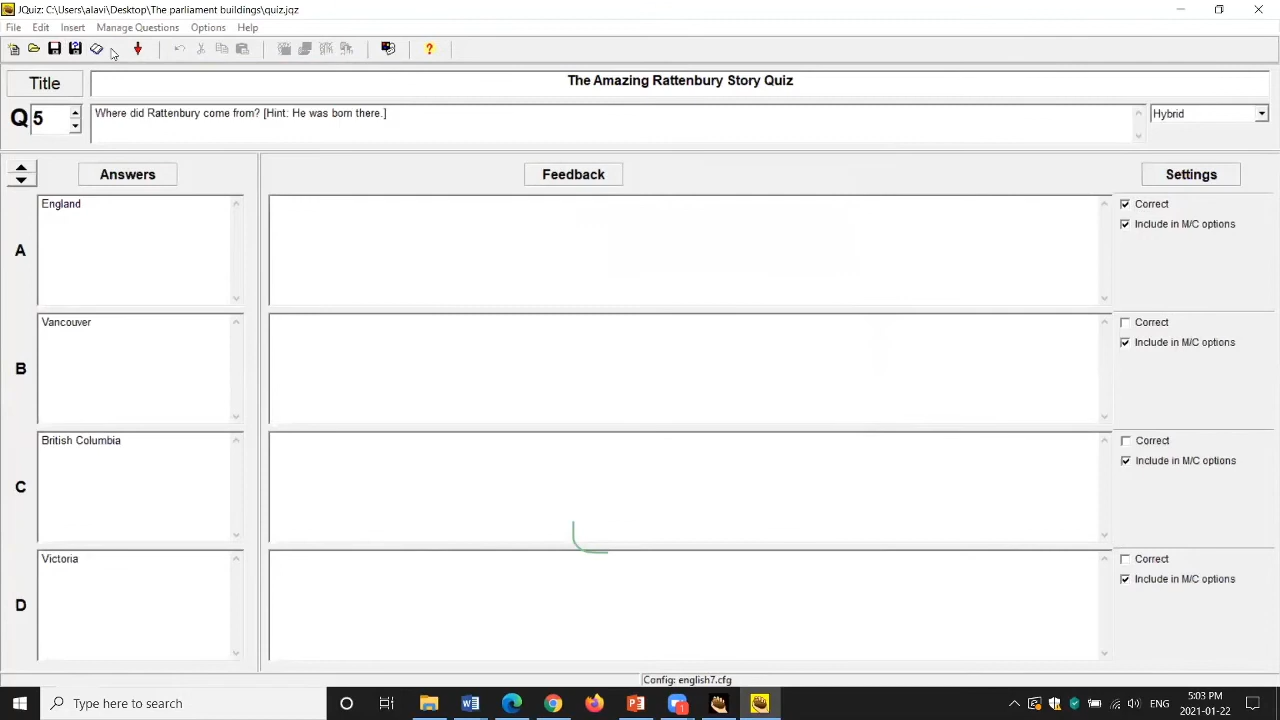 JQuiz: C:\Users\alavi\Desktop\The parliament buildings\quiz.jqz
File Edit Insert Manage Questions Options Help
?
Title The Amazing Rattenbury Story Quiz
Q 5 Where did Rattenbury come from? [Hint: He was born there.] Hybrid
Answers Feedback Settings
A England Correct
Include in M/C options
B Vancouver Correct
Include in M/C options
C British Columbia Correct
Include in M/C options
D Victoria Correct
Include in M/C options
Config: english7.cfg
Type here to search
1
ENG
5:03 PM
2021-01-22